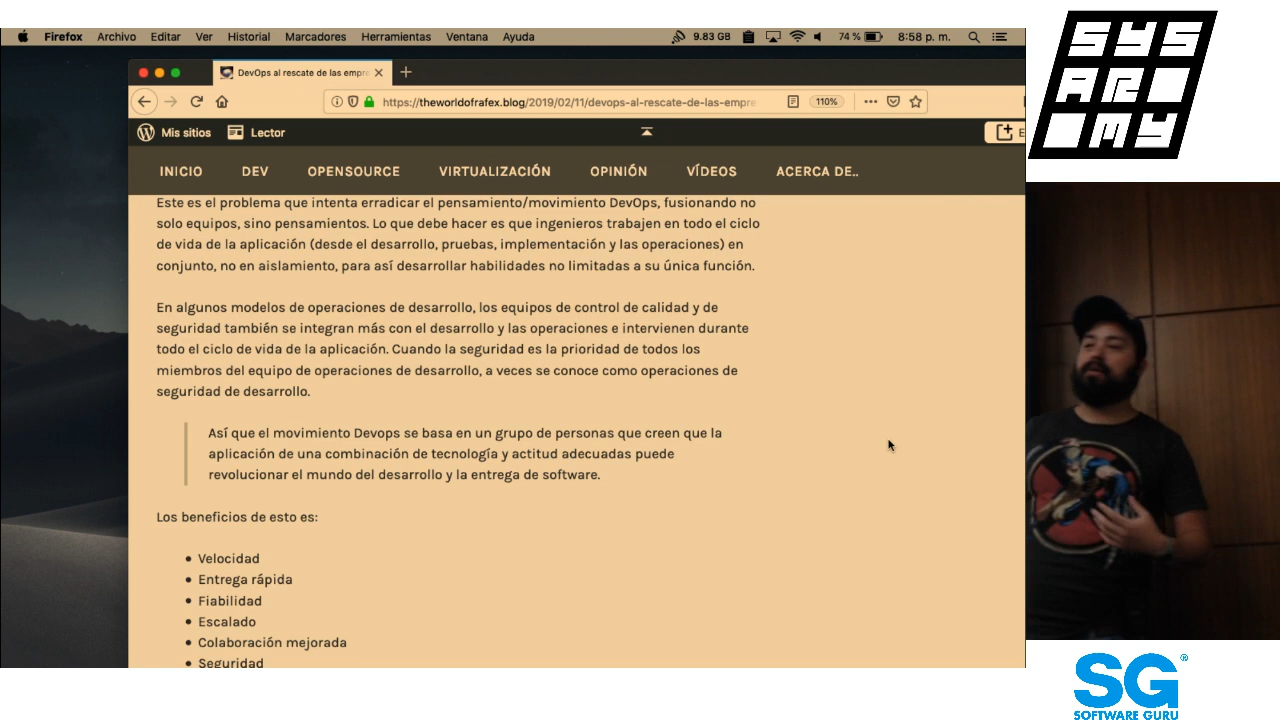 Firefox Archivo Editar Ver Historial Marcadores Herramientas Ventana Ayuda 9.83 GB 74 % 8:58 p. m.
DevOps al rescate de las empre
https://theworldofrafex.blog/2019/02/11/devops-al-rescate-de-las-empre 110%
Mis sitios Lector E
INICIO DEV OPENSOURCE VIRTUALIZACIÓN OPINIÓN VÍDEOS ACERCA DE..
Este es el problema que intenta erradicar el pensamiento/movimiento DevOps, fusionando no
solo equipos, sino pensamientos. Lo que debe hacer es que ingenieros trabajen en todo el ciclo
de vida de la aplicación (desde el desarrollo, pruebas, implementación y las operaciones) en
conjunto, no en aislamiento, para así desarrollar habilidades no limitadas a su única función.
En algunos modelos de operaciones de desarrollo, los equipos de control de calidad y de
seguridad también se integran más con el desarrollo y las operaciones e intervienen durante
todo el ciclo de vida de la aplicación. Cuando la seguridad es la prioridad de todos los
miembros del equipo de operaciones de desarrollo, a veces se conoce como operaciones de
seguridad de desarrollo.
Así que el movimiento Devops se basa en un grupo de personas que creen que la
aplicación de una combinación de tecnología y actitud adecuadas puede
revolucionar el mundo del desarrollo y la entrega de software.
Los beneficios de esto es:
Velocidad
Entrega rápida
Fiabilidad
Escalado
Colaboración mejorada
Seguridad
SYS
AR
MY
SG®
SOFTWARE GURU